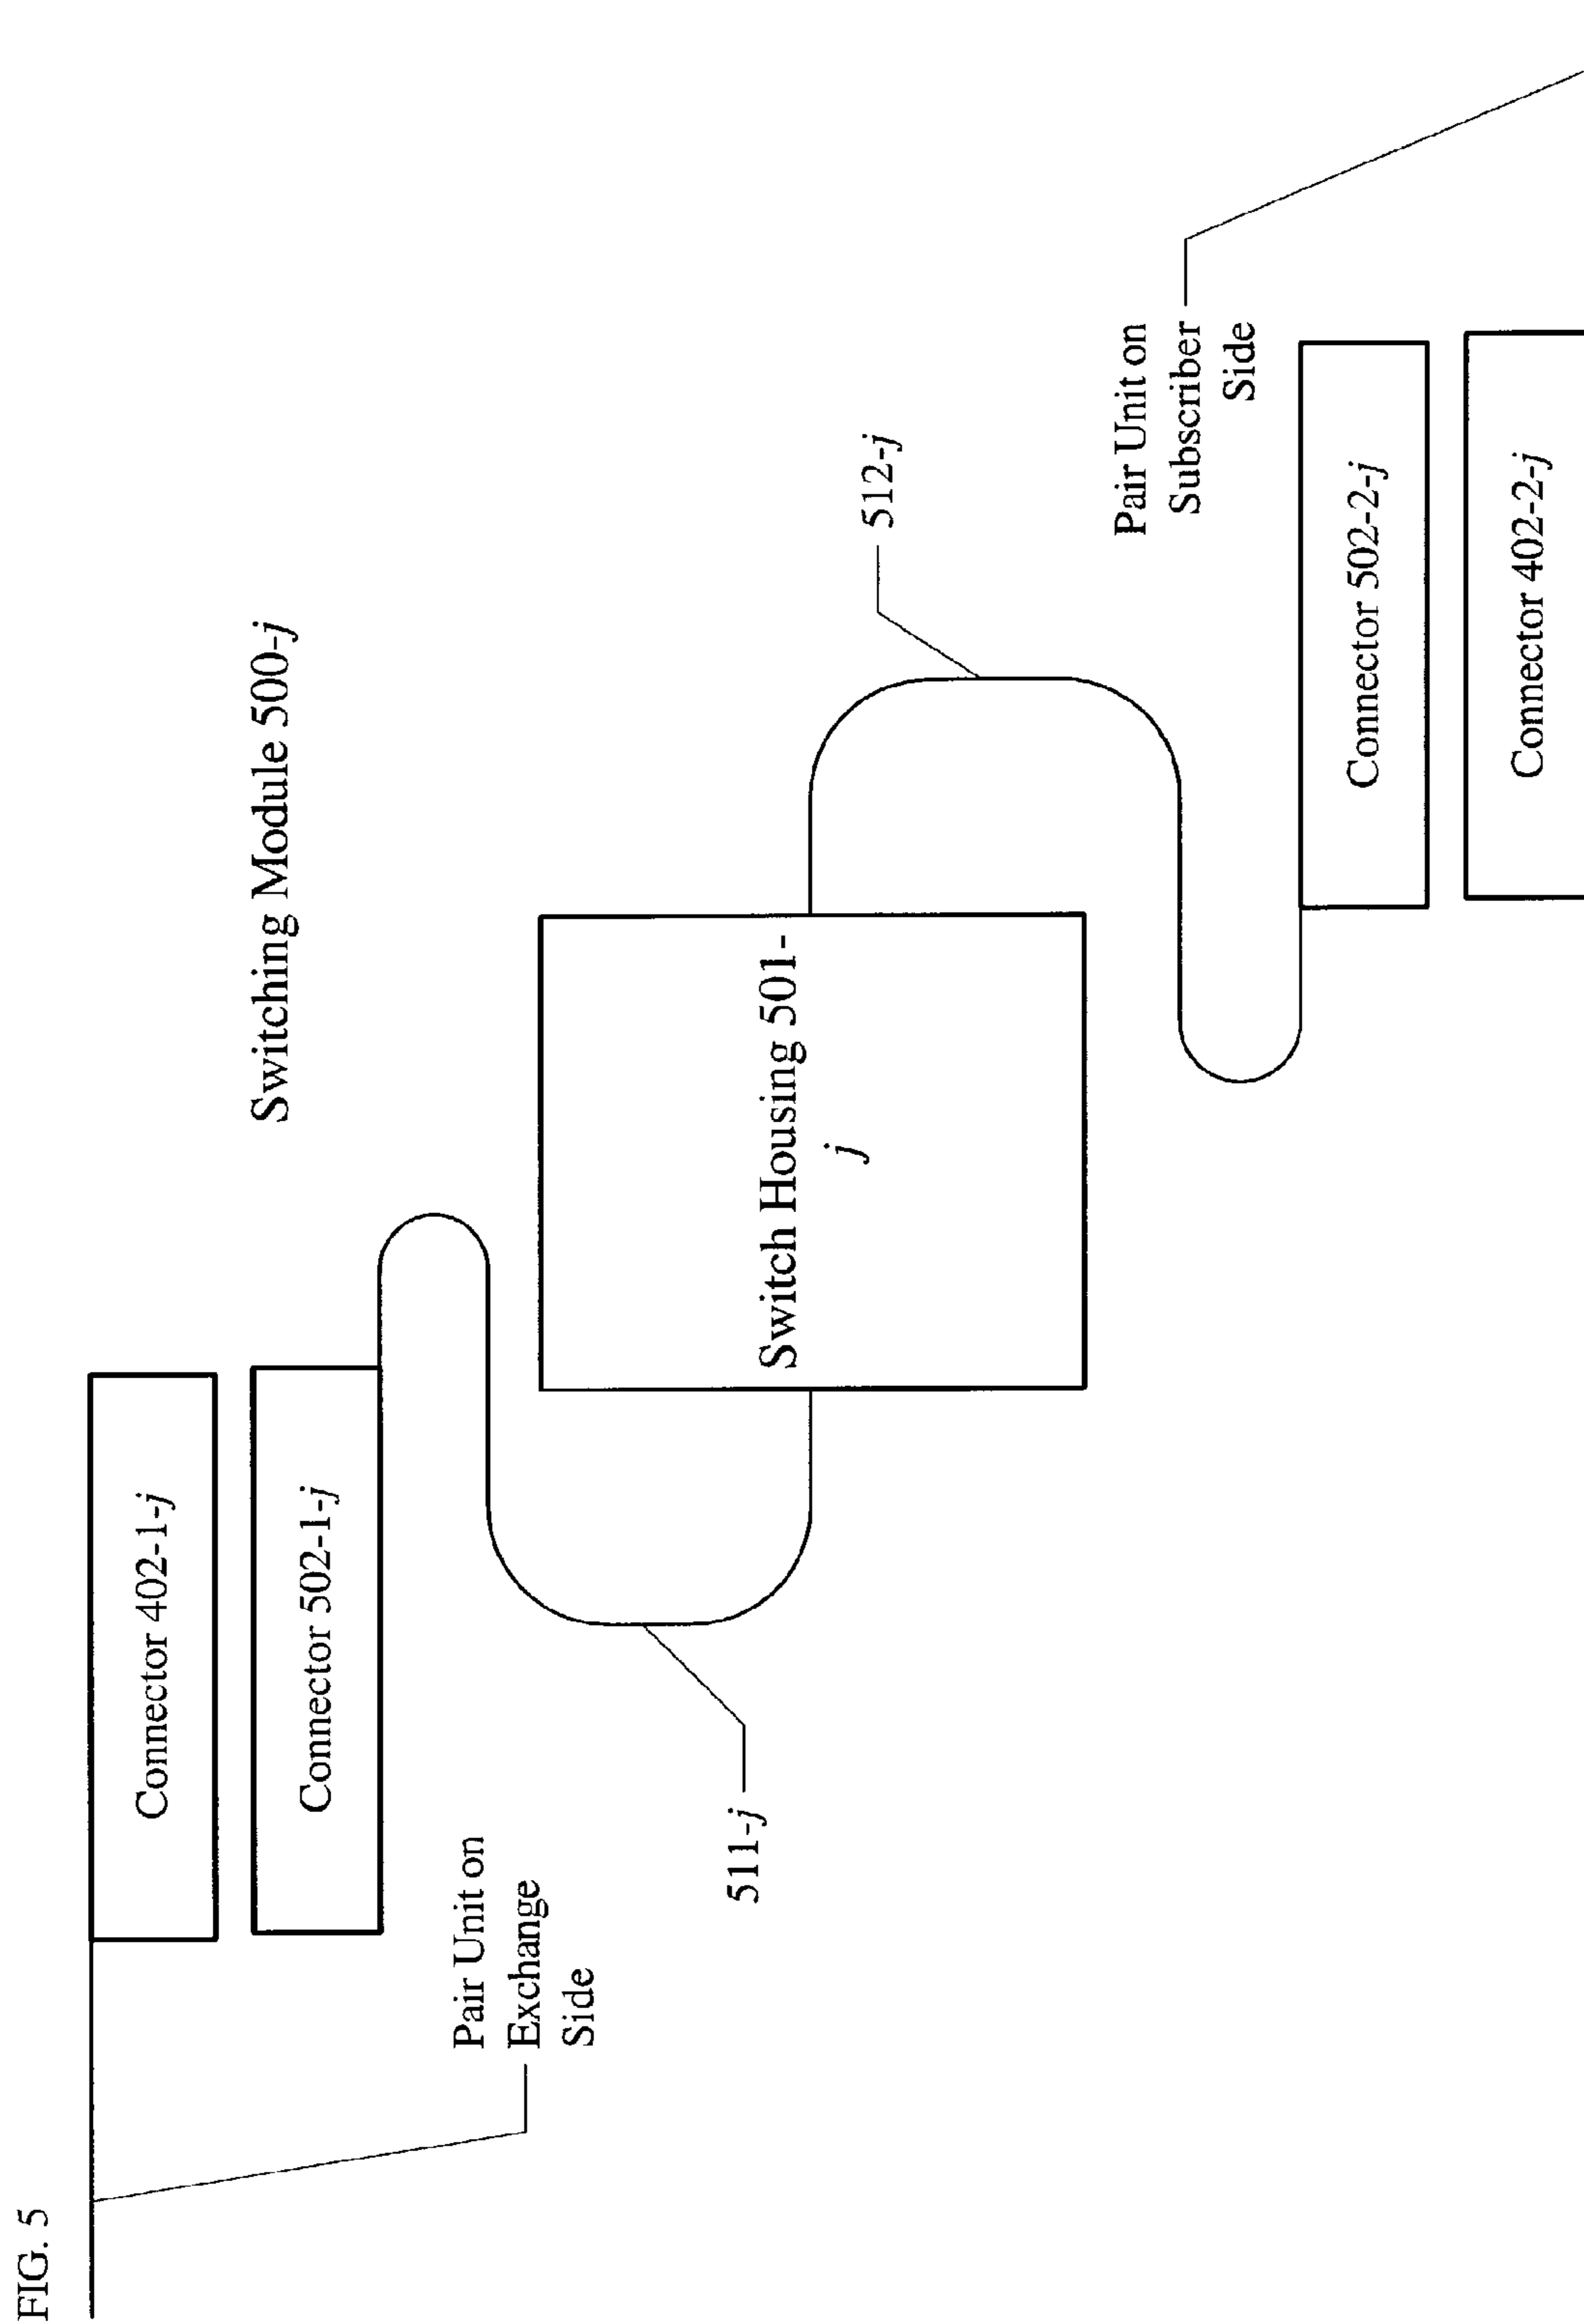 FIG. 5
Connector 402-1-j
Connector 502-1-j
Switching Module 500-j
Pair Unit on
Exchange
Side
511-j
Switch Housing 501-
j
512-j
Pair Unit on
Subscriber
Side
Connector 502-2-j
Connector 402-2-j